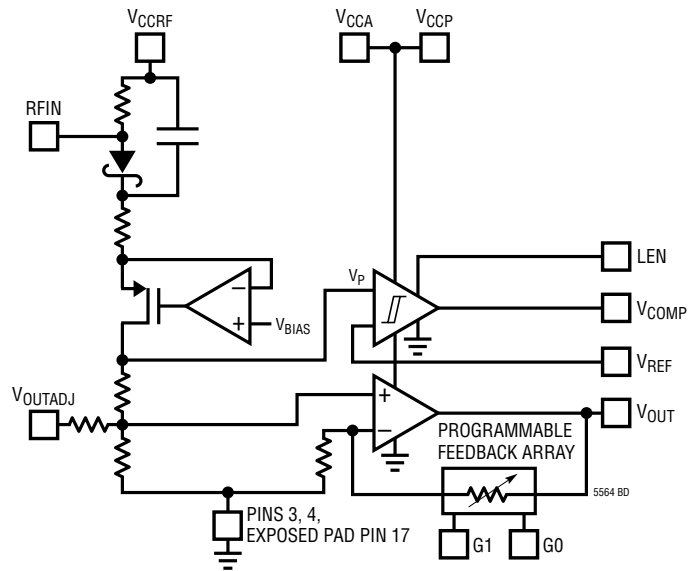 VCCRF
VCCA
VCCP
RFIN
LEN
VP
VCOMP
−
+
VBIAS
VREF
VOUTADJ
+
−
VOUT
PROGRAMMABLE
FEEDBACK ARRAY
5564 BD
PINS 3, 4,
EXPOSED PAD PIN 17
G1
G0